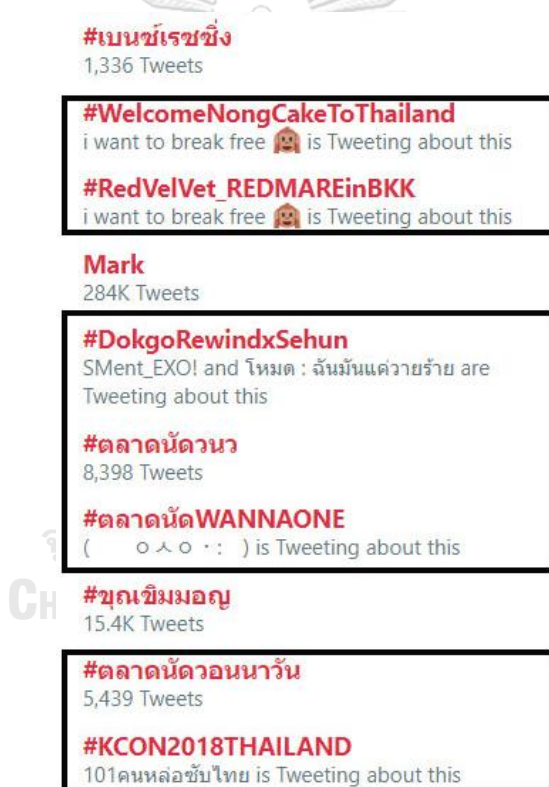 #เบนซ์เรซซิ่ง
1,336 Tweets
#WelcomeNongCakeToThailand
i want to break free 🙉 is Tweeting about this
#RedVelVet_REDMAREinBKK
i want to break free 🙉 is Tweeting about this
Mark
284K Tweets
#DokgoRewindxSehun
SMent_EXO! and โหมด : ฉันมันแค่วายร้าย are
Tweeting about this
#ตลาดนัดวนว
8,398 Tweets
#ตลาดนัดWANNAONE
( ㅇㅅㅇ ･: ) is Tweeting about this
#ขุณขิมมอญ
15.4K Tweets
#ตลาดนัดวอนนาวัน
5,439 Tweets
#KCON2018THAILAND
101คนหล่อซับไทย is Tweeting about this